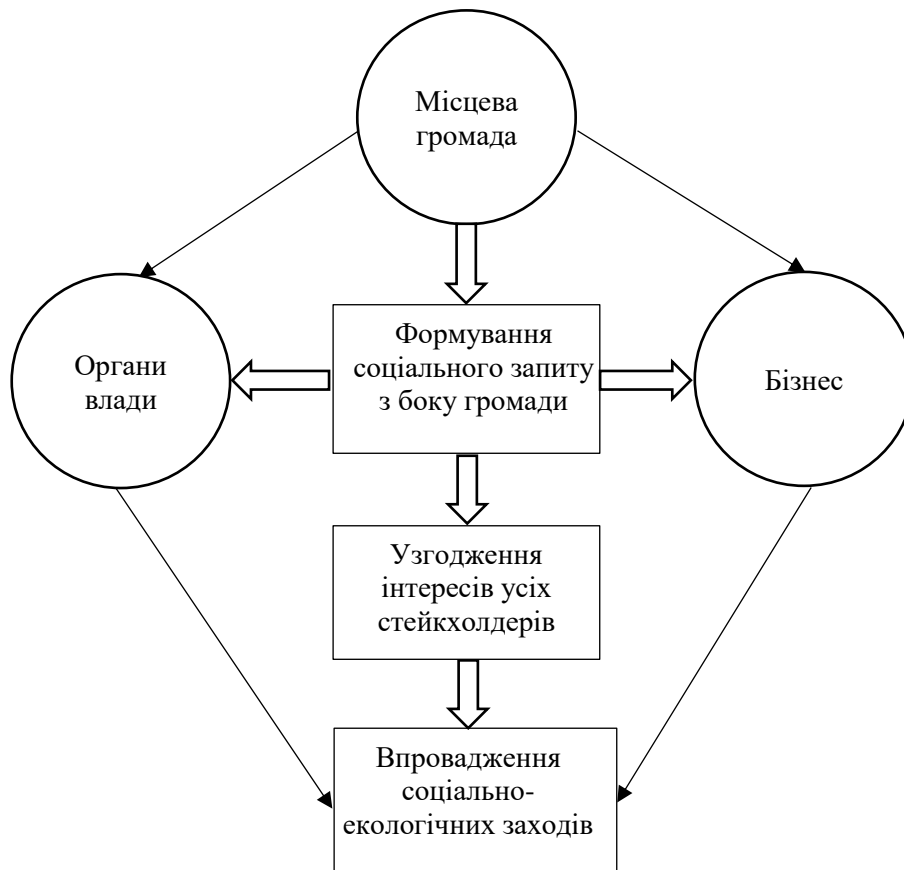 Місцева
громада
Органи
влади
Формування
соціального запиту
з боку громади
Бізнес
Узгодження
інтересів усіх
стейкхолдерів
Впровадження
соціально-
екологічних заходів